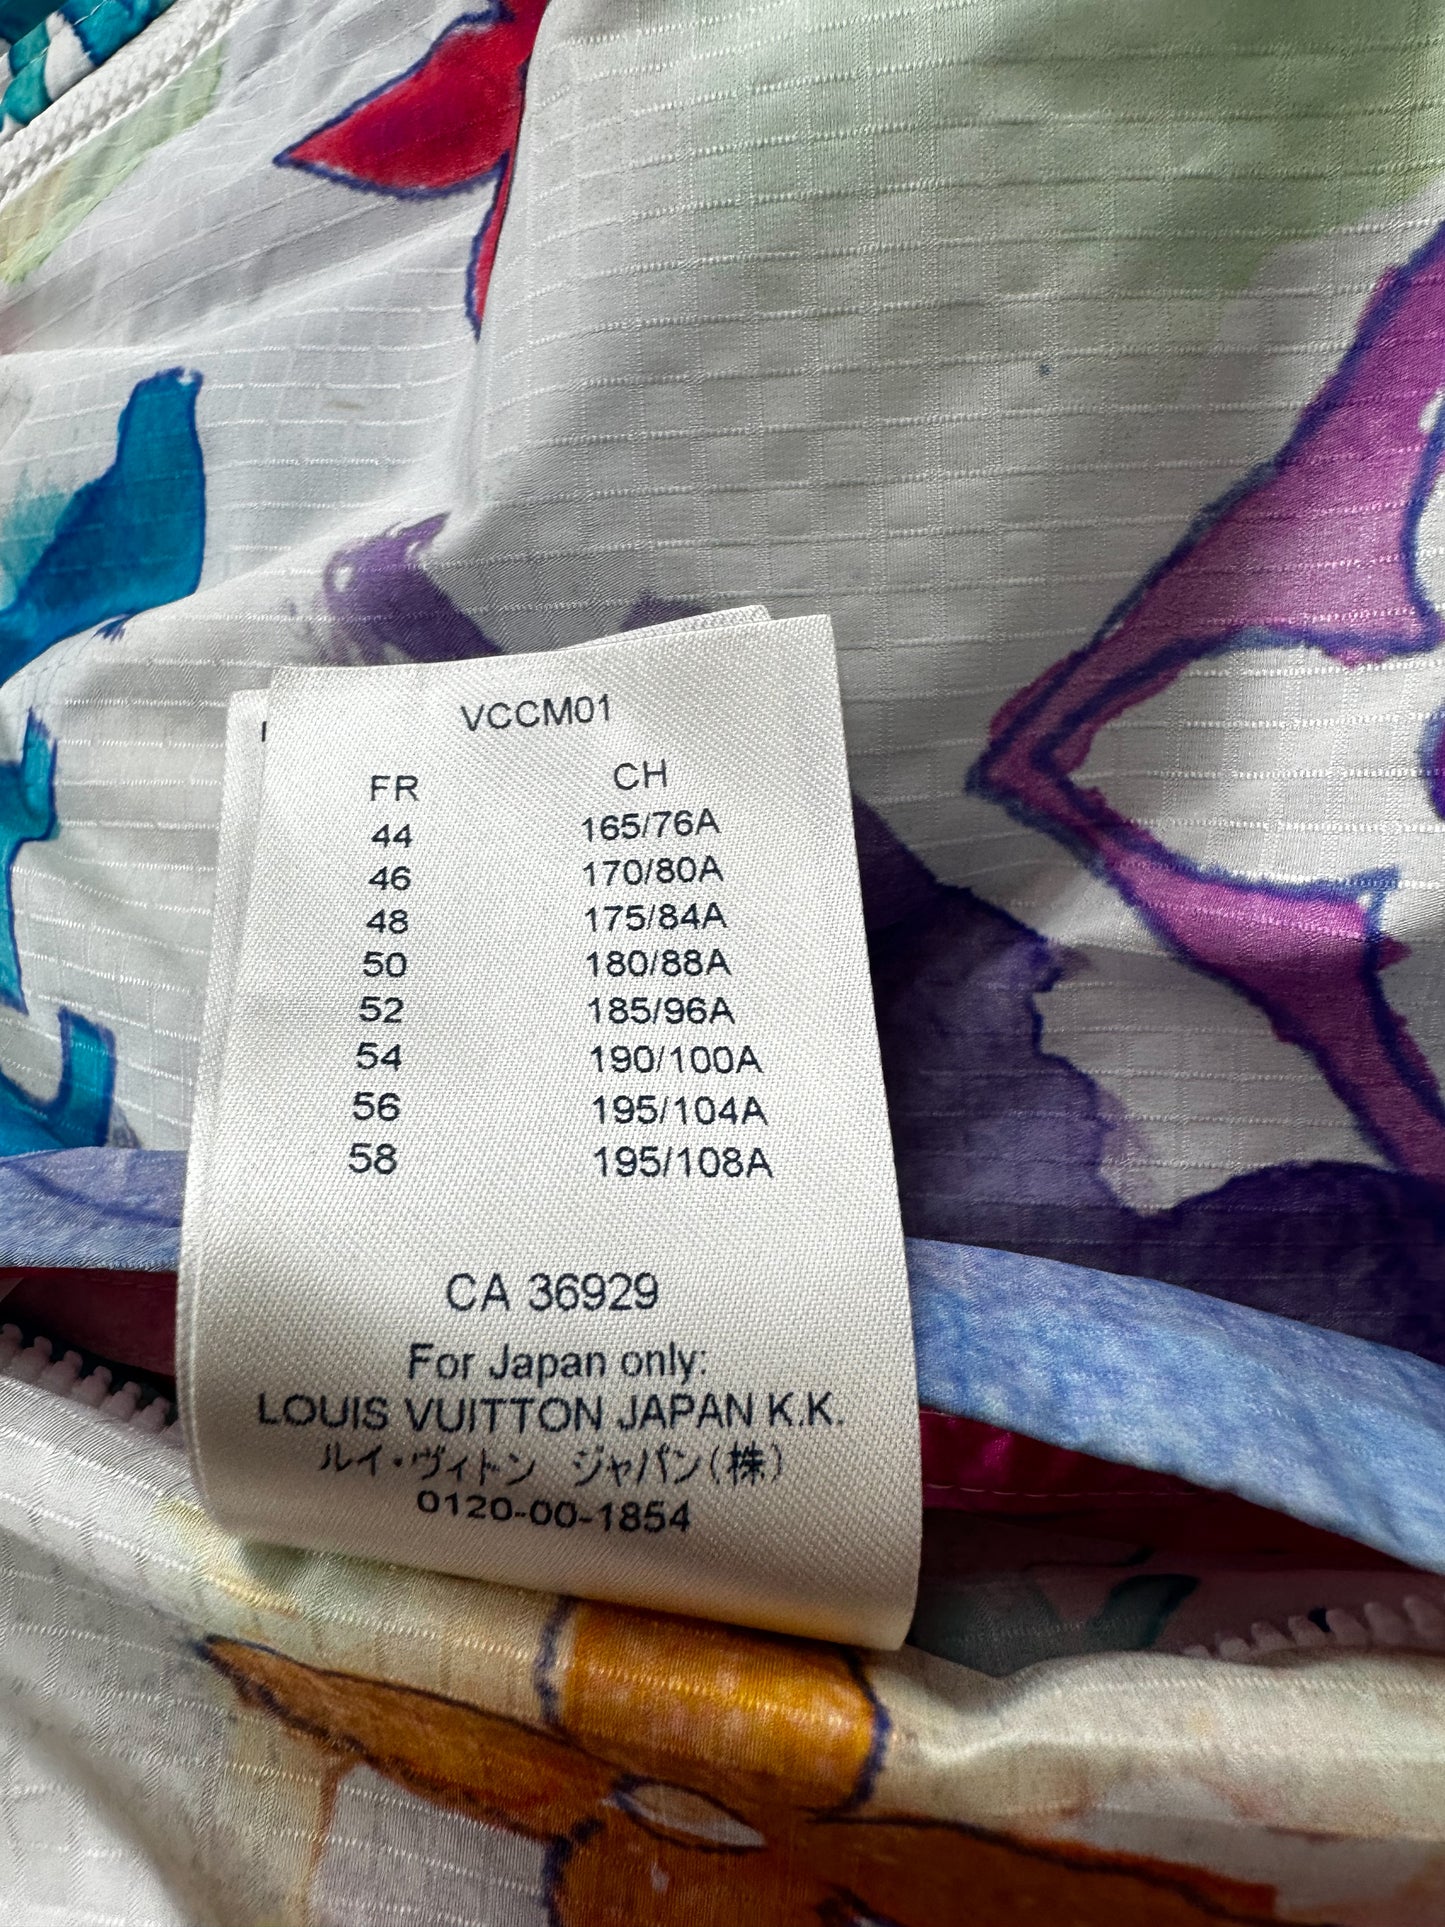 VCCM01
FR CH
44 165/76A
46 170/80A
48 175/84A
50 180/88A
52 185/96A
54 190/100A
56 195/104A
58 195/108A
CA 36929
For Japan only:
LOUIS VUITTON JAPAN K.K.
ルイ・ヴィトン ジャパン(株)
0120-00-1854